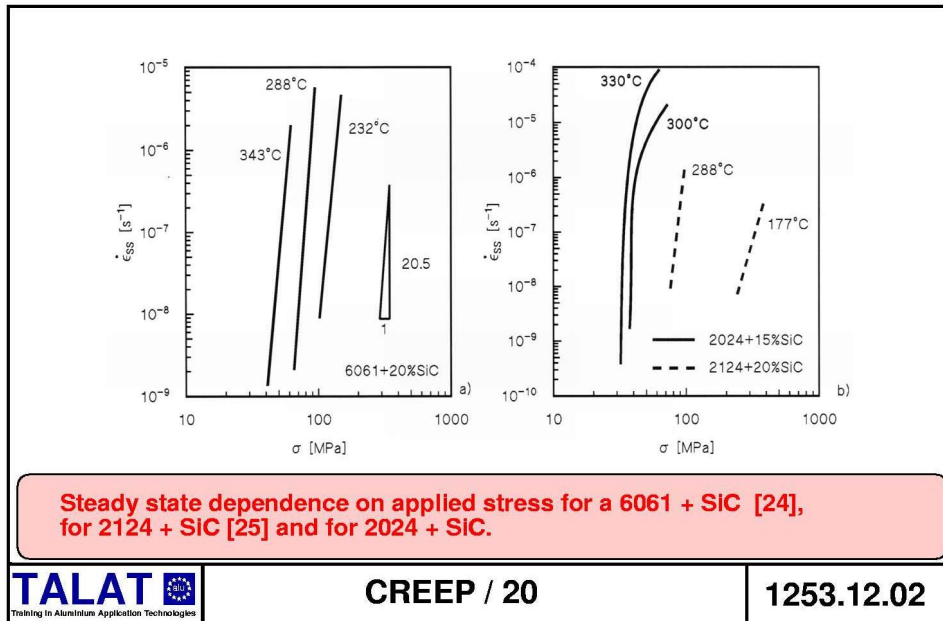 10⁻⁵
10⁻⁶
10⁻⁷
10⁻⁸
10⁻⁹
ε̇ss [s⁻¹]
288°C
343°C
232°C
20.5
1
6061+20%SiC
a)
10 100 1000 10000
σ [MPa]
10⁻⁴
10⁻⁵
10⁻⁶
10⁻⁷
10⁻⁸
10⁻⁹
10⁻¹⁰
ε̇ss [s⁻¹]
330°C
300°C
288°C
177°C
2024+15%SiC
2124+20%SiC
b)
10 100 1000
σ [MPa]
Steady state dependence on applied stress for a 6061 + SiC [24],
for 2124 + SiC [25] and for 2024 + SiC.
TALAT
alu
Training in Aluminium Application Technologies
CREEP / 20
1253.12.02